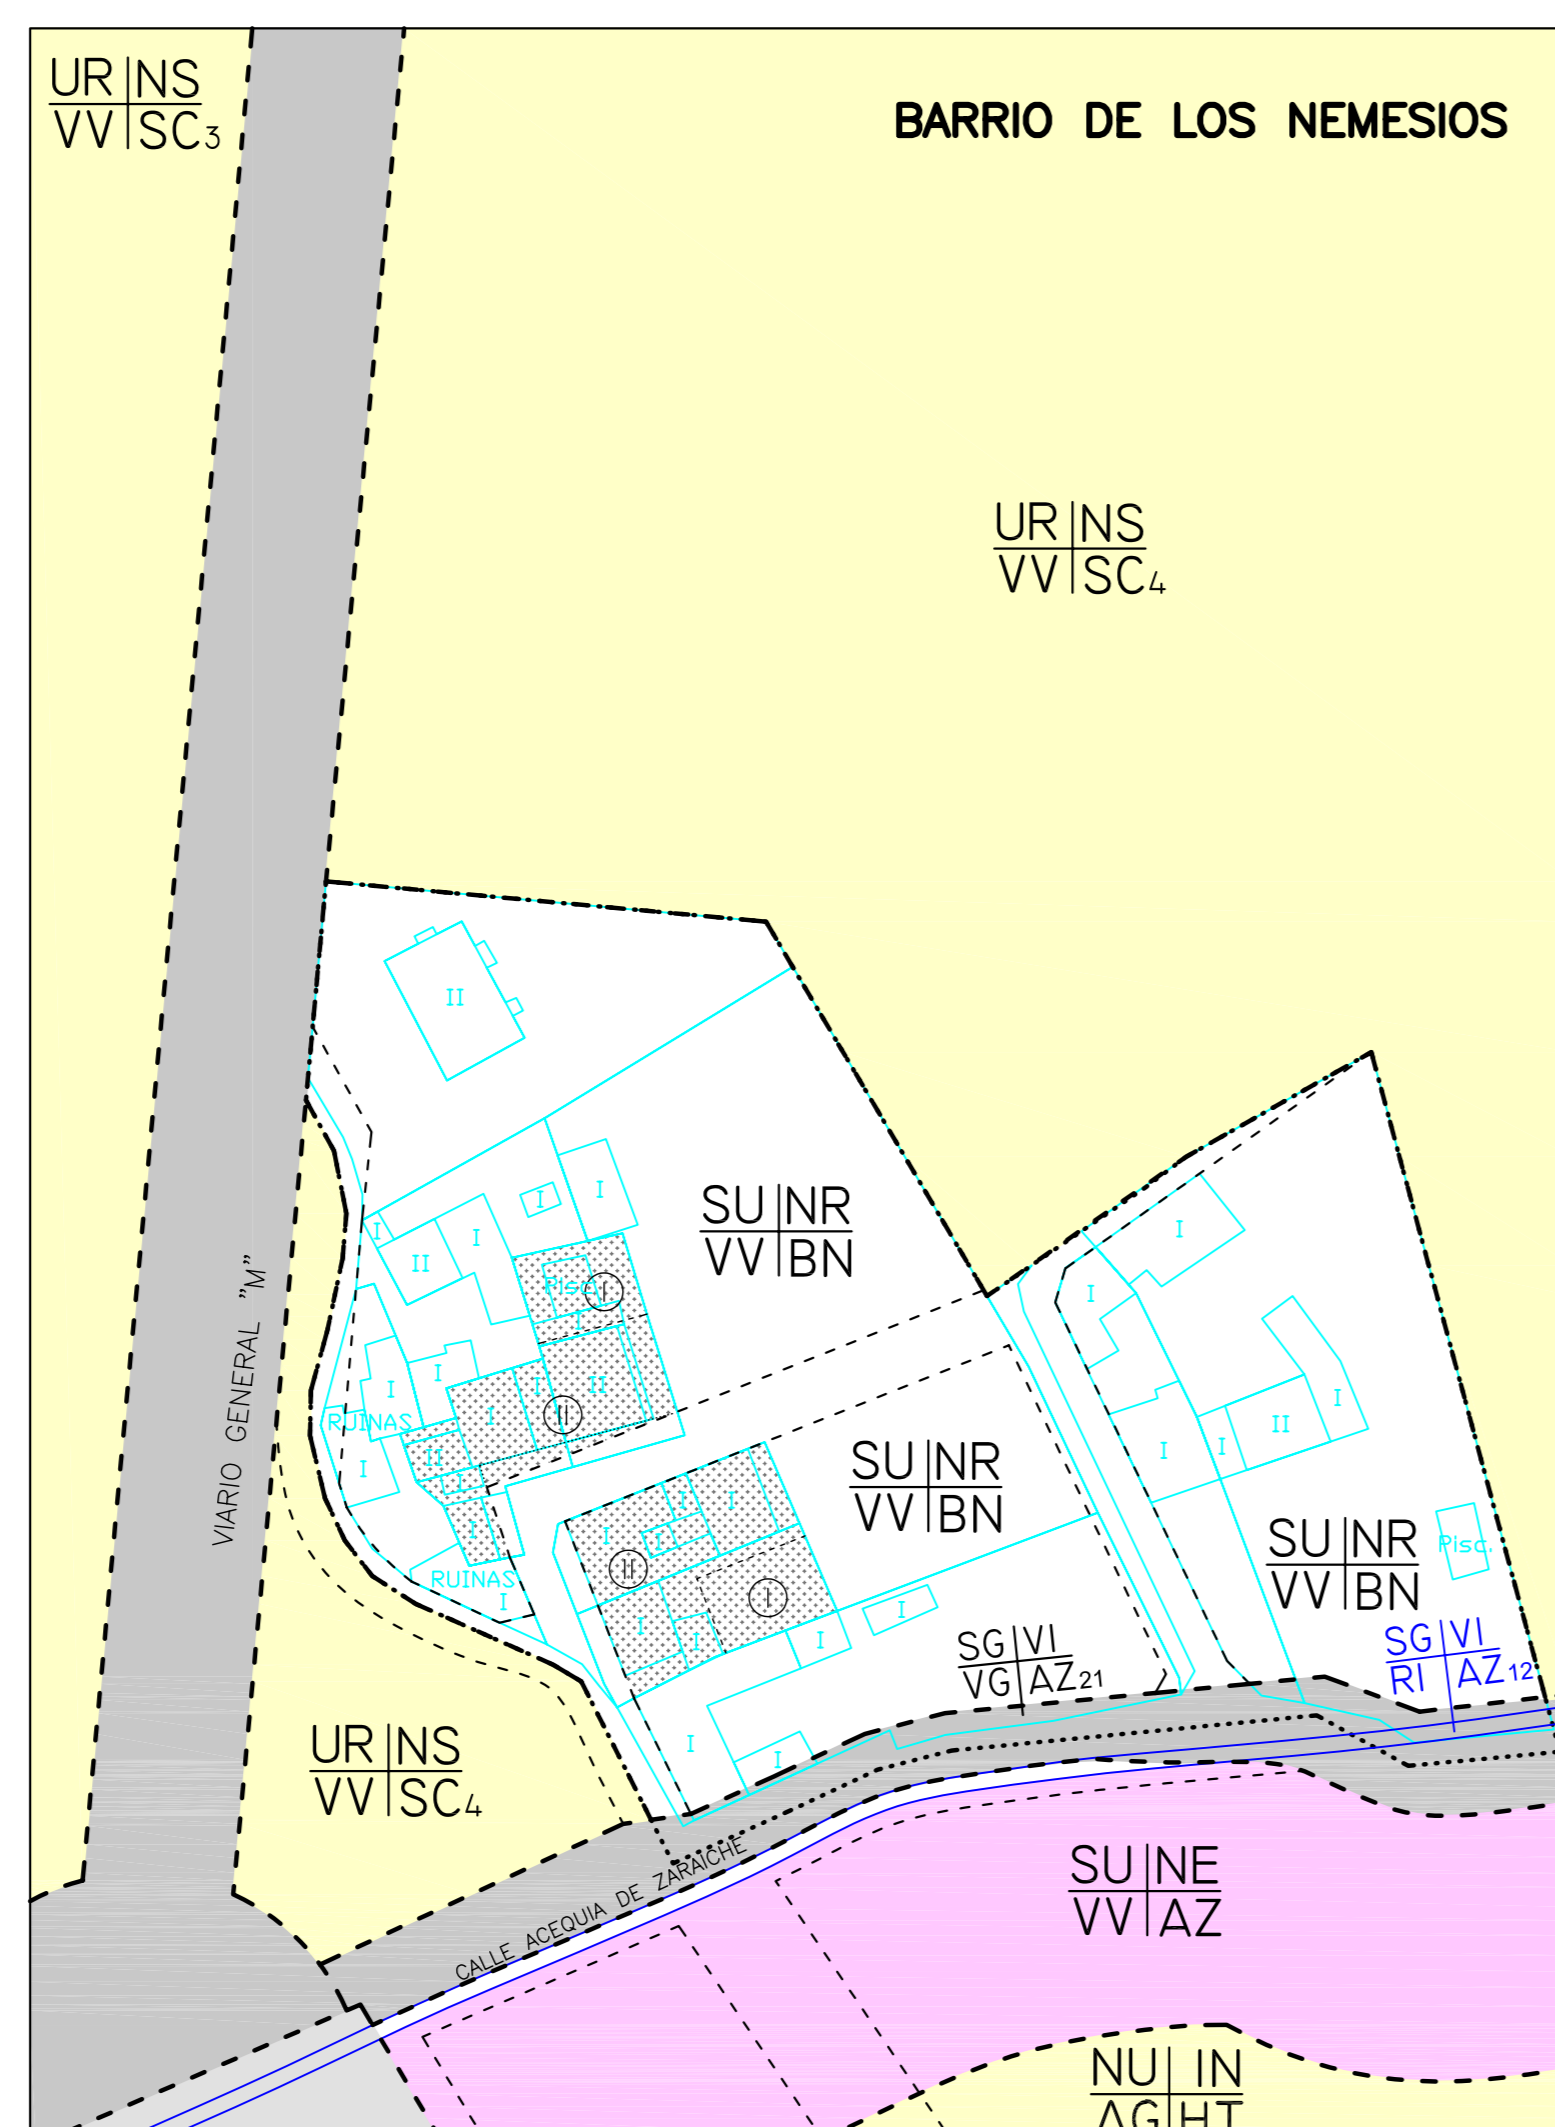 UR NS
VV SC3
BARRIO DE LOS NEMESIOS
UR NS
VV SC4
II
I
I
I
I
I
II
SU NR
VV BN
I
Pisc.
I
I
I
VIARIO GENERAL "M"
I
I
I
II
I
II
RUINAS
I
II
I
II
I
SU NR
VV BN
I
I
II
I
I
I
I
II
I
I
I
RUINAS
I
I
I
I
I
I
SU NR
VV BN
Pisc.
SG VI
VG AZ21
SG VI
RI AZ12
I
I
UR NS
VV SC4
CALLE ACEQUIA DE ZARAICHE
SU NE
VV AZ
NU IN
AG HT